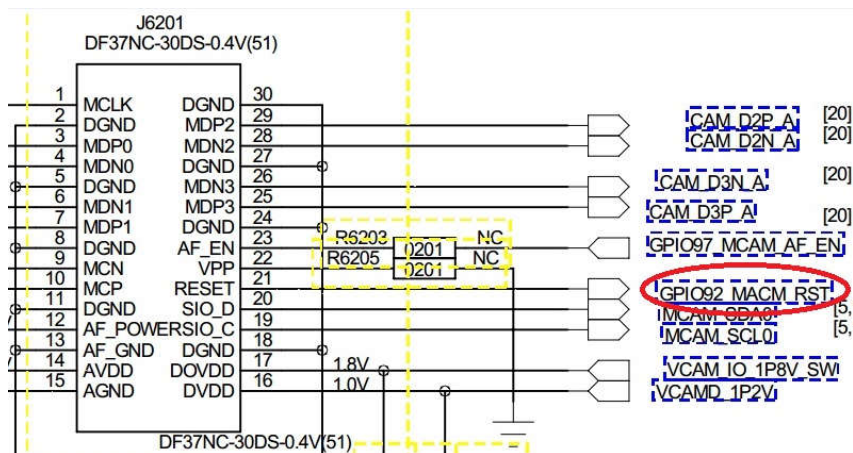 J6201
DF37NC-30DS-0.4V(51)
1 MCLK DGND 30
2 DGND MDP2 29 CAM_D2P_A [20]
3 MDP0 MDN2 28 CAM_D2N_A [20]
4 MDN0 DGND 27
5 DGND MDN3 26 CAM_D3N_A [20]
6 MDN1 MDP3 25 CAM_D3P_A [20]
7 MDP1 DGND 24
8 DGND AF_EN 23 R6203 0201 NC GPIO97_MCAM_AF_EN
9 MCN VPP 22 R6205 0201 NC
10 MCP RESET 21 GPIO92_MACM_RST
11 DGND SIO_D 20 MCAM_SDA0 [5,
12 AF_POWER SIO_C 19 MCAM_SCL0 [5,
13 AF_GND DGND 18
14 AVDD DOVDD 17 1.8V VCAM_IO_1P8V_SW
15 AGND DVDD 16 1.0V VCAMD_1P2V
DF37NC-30DS-0.4V(51)